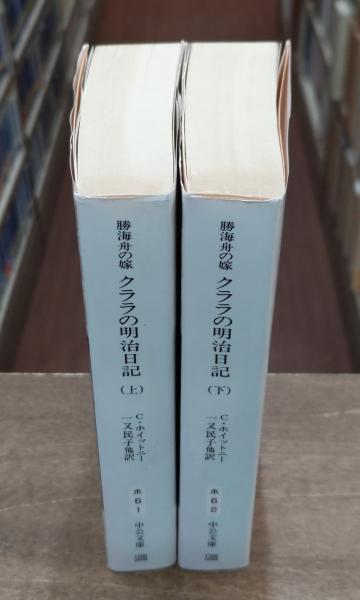 勝海舟の嫁
クララの明治日記
(上)
C・ホイットニー
一又民子他訳
ホ61
中公文庫
勝海舟の嫁
クララの明治日記
(下)
C・ホイットニー
一又民子他訳
ホ62
中公文庫